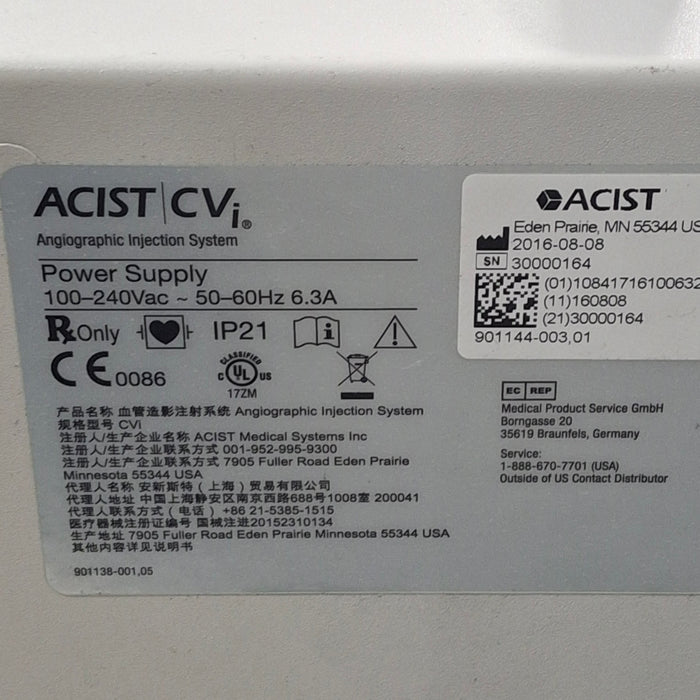 ACIST CVi®
Angiographic Injection System
Power Supply
100–240Vac ~ 50–60Hz 6.3A
Rx Only IP21
CE 0086
CLASSIFIED
C UL US
17ZM
产品名称 血管造影注射系统 Angiographic Injection System
规格型号 CVi
注册人/生产企业名称 ACIST Medical Systems Inc
注册人/生产企业联系方式 001-952-995-9300
注册人/生产企业联系方式 7905 Fuller Road Eden Prairie
Minnesota 55344 USA
代理人名称 安新斯特（上海）贸易有限公司
代理人地址 中国上海静安区南京西路688号1008室 200041
代理人联系方式（电话）+86 21-5385-1515
医疗器械注册证编号 国械注进20152310134
生产地址 7905 Fuller Road Eden Prairie Minnesota 55344 USA
其他内容详见说明书
901138-001,05
ACIST
Eden Prairie, MN 55344 US
2016-08-08
SN 30000164
(01)1084171610063
(11)160808
(21)30000164
901144-003,01
EC REP
Medical Product Service GmbH
Borngasse 20
35619 Braunfels, Germany
Service:
1-888-670-7701 (USA)
Outside of US Contact Distributor